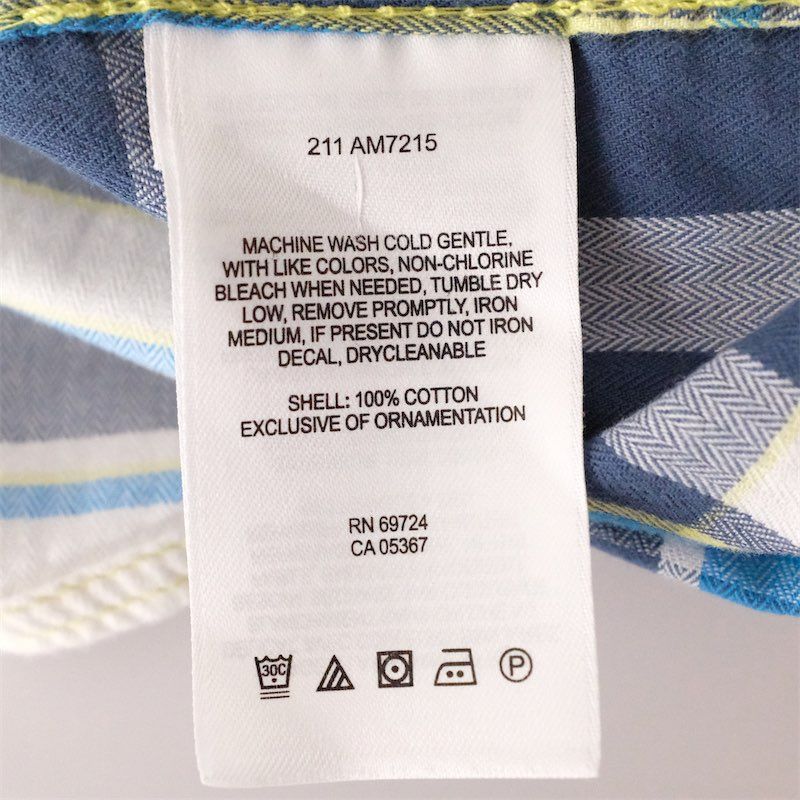 211 AM7215
MACHINE WASH COLD GENTLE,
WITH LIKE COLORS, NON-CHLORINE
BLEACH WHEN NEEDED, TUMBLE DRY
LOW, REMOVE PROMPTLY, IRON
MEDIUM, IF PRESENT DO NOT IRON
DECAL, DRYCLEANABLE
SHELL: 100% COTTON
EXCLUSIVE OF ORNAMENTATION
RN 69724
CA 05367
30C
P